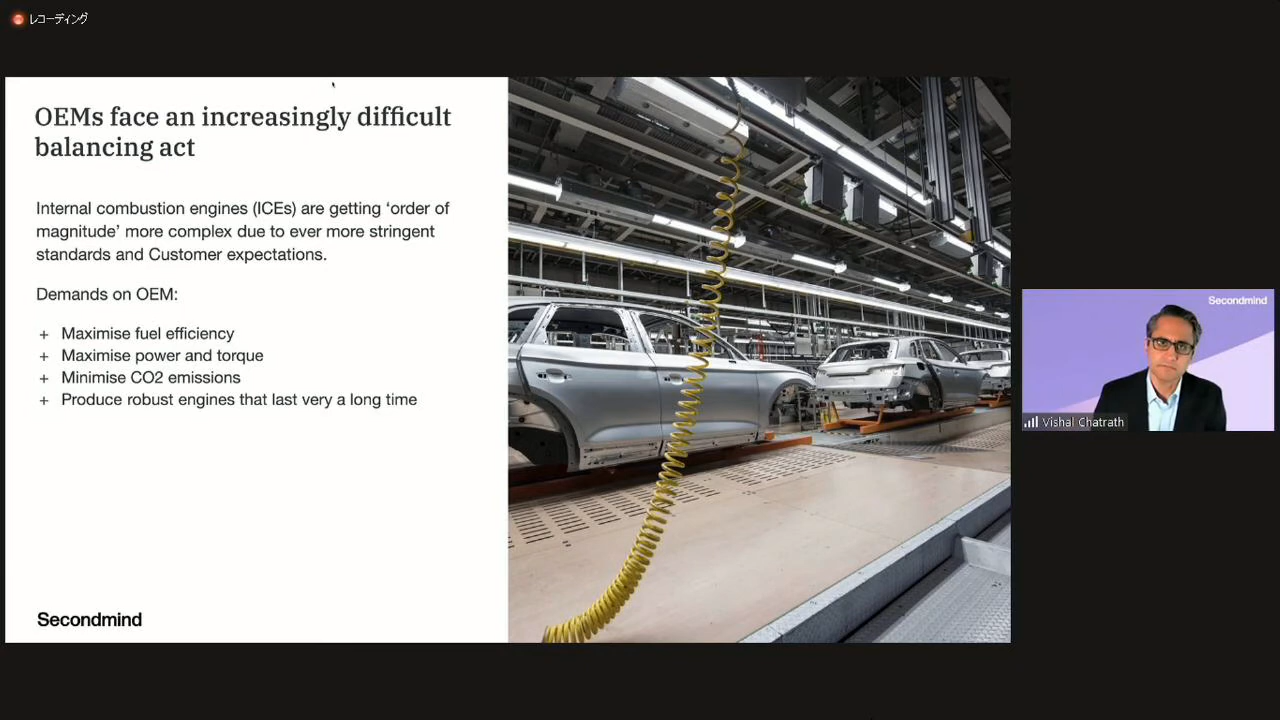 レコーディング
OEMs face an increasingly difficult
balancing act
Internal combustion engines (ICEs) are getting ‘order of
magnitude’ more complex due to ever more stringent
standards and Customer expectations.
Demands on OEM:
+ Maximise fuel efficiency
+ Maximise power and torque
+ Minimise CO2 emissions
+ Produce robust engines that last very a long time
Secondmind
Secondmind
Vishal Chatrath